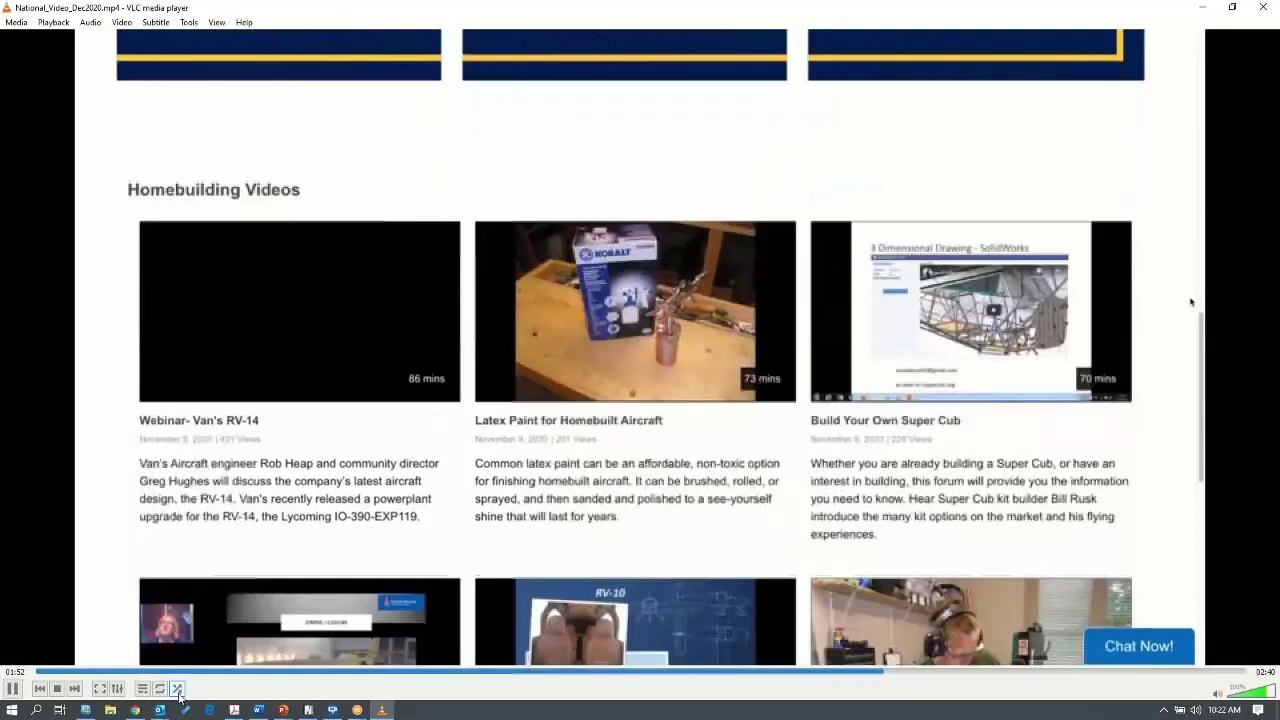 National_Video_Dec2020.mp4 - VLC media player
Media Playback Audio Video Subtitle Tools View Help
Homebuilding Videos
KOBALT
3 Dimensional Drawing - SolidWorks
86 mins
73 mins
70 mins
Webinar- Van's RV-14
Latex Paint for Homebuilt Aircraft
Build Your Own Super Cub
November 9, 2020 | 201 Views
Van's Aircraft engineer Rob Heap and community director
Greg Hughes will discuss the company's latest aircraft
design, the RV-14. Van's recently released a powerplant
upgrade for the RV-14, the Lycoming IO-390-EXP119.
Common latex paint can be an affordable, non-toxic option
for finishing homebuilt aircraft. It can be brushed, rolled, or
sprayed, and then sanded and polished to a see-yourself
shine that will last for years.
Whether you are already building a Super Cub, or have an
interest in building, this forum will provide you the information
you need to know. Hear Super Cub kit builder Bill Rusk
introduce the many kit options on the market and his flying
experiences.
RV-10
Chat Now!
01:52
02:40
100%
10:22 AM